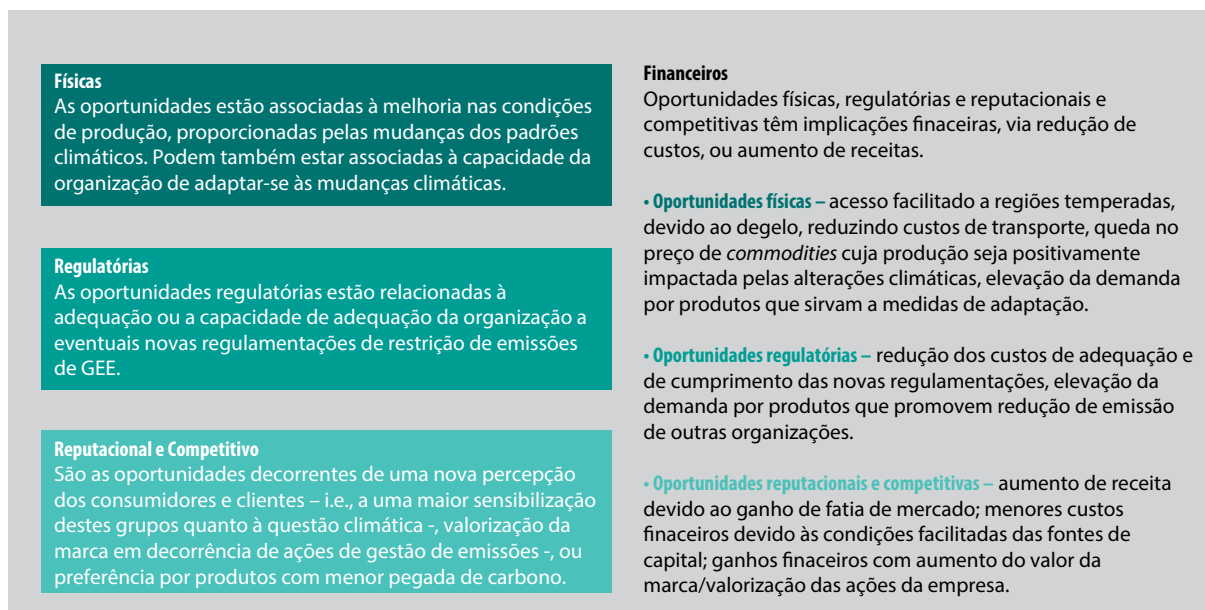 Físicas
As oportunidades estão associadas à melhoria nas condições
de produção, proporcionadas pelas mudanças dos padrões
climáticos. Podem também estar associadas à capacidade da
organização de adaptar-se às mudanças climáticas.
Regulatórias
As oportunidades regulatórias estão relacionadas à
adequação ou a capacidade de adequação da organização a
eventuais novas regulamentações de restrição de emissões
de GEE.
Reputacional e Competitivo
São as oportunidades decorrentes de uma nova percepção
dos consumidores e clientes – i.e., a uma maior sensibilização
destes grupos quanto à questão climática -, valorização da
marca em decorrência de ações de gestão de emissões -, ou
preferência por produtos com menor pegada de carbono.
Financeiros
Oportunidades físicas, regulatórias e reputacionais e
competitivas têm implicações finaceiras, via redução de
custos, ou aumento de receitas.
• Oportunidades físicas – acesso facilitado a regiões temperadas,
devido ao degelo, reduzindo custos de transporte, queda no
preço de commodities cuja produção seja positivamente
impactada pelas alterações climáticas, elevação da demanda
por produtos que sirvam a medidas de adaptação.
• Oportunidades regulatórias – redução dos custos de adequação e
de cumprimento das novas regulamentações, elevação da
demanda por produtos que promovem redução de emissão
de outras organizações.
• Oportunidades reputacionais e competitivas – aumento de receita
devido ao ganho de fatia de mercado; menores custos
finaceiros devido às condições facilitadas das fontes de
capital; ganhos finaceiros com aumento do valor da
marca/valorização das ações da empresa.